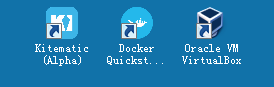 Kitematic
(Alpha)
Docker
Quickst...
Oracle VM
VirtualBox